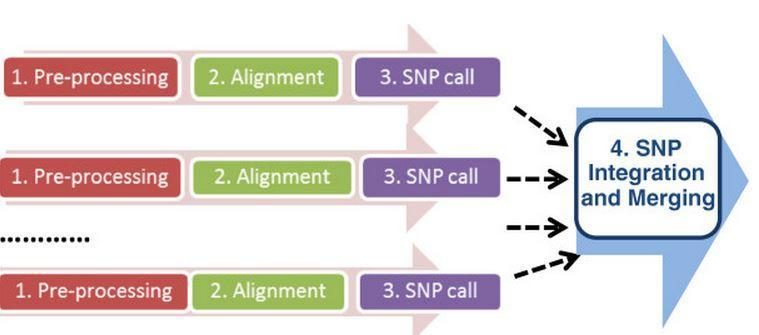 1. Pre-processing 2. Alignment 3. SNP call
1. Pre-processing 2. Alignment 3. SNP call
............
1. Pre-processing 2. Alignment 3. SNP call
4. SNP
Integration
and Merging